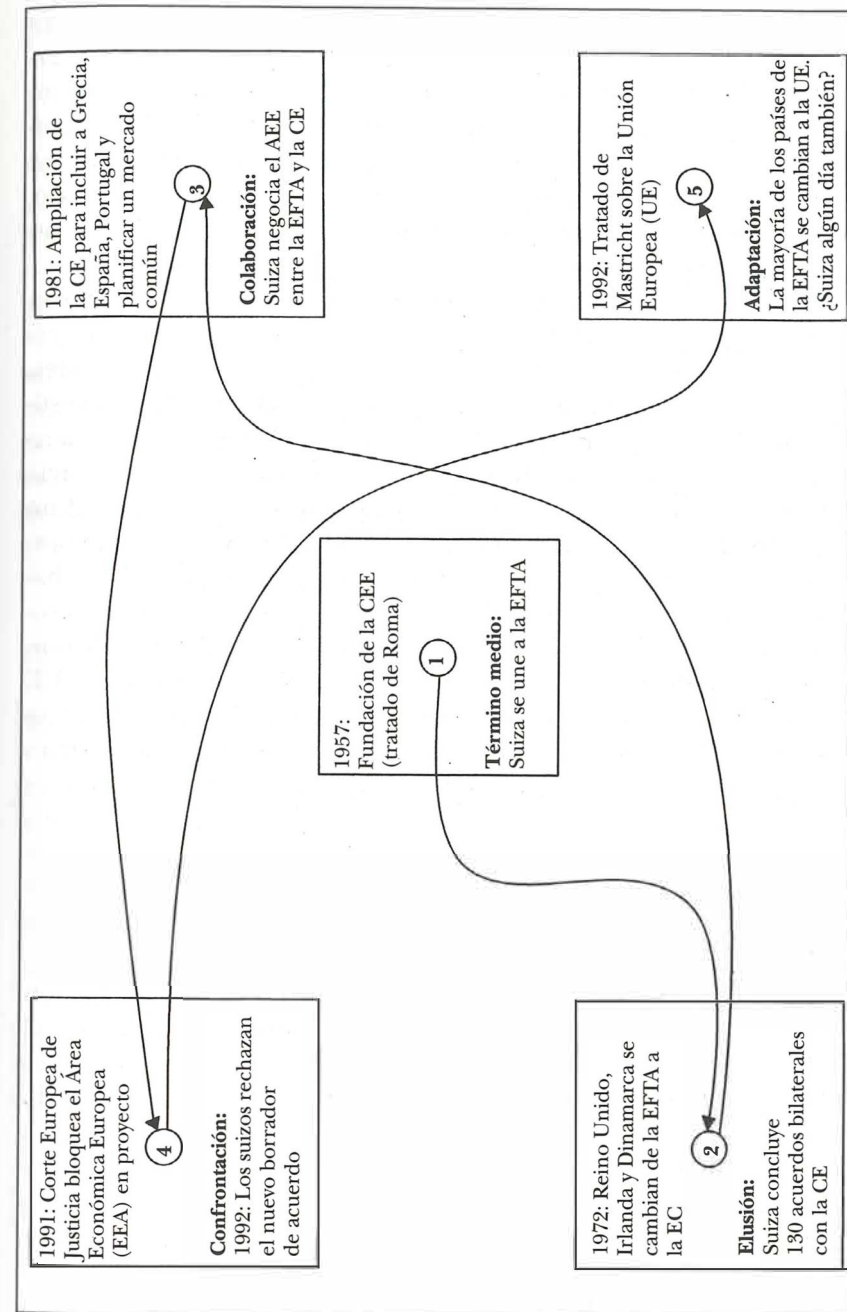 1991: Corte Europea de
Justicia bloquea el Área
Económica Europea
(EEA) en proyecto
4
Confrontación:
1992: Los suizos rechazan
el nuevo borrador
de acuerdo
1981: Ampliación de
la CE para incluir a Grecia,
España, Portugal y
planificar un mercado
común
3
Colaboración:
Suiza negocia el AEE
entre la EFTA y la CE
1957:
Fundación de la CEE
(tratado de Roma)
1
Término medio:
Suiza se une a la EFTA
1972: Reino Unido,
Irlanda y Dinamarca se
cambian de la EFTA a
la EC
2
Elusión:
Suiza concluye
130 acuerdos bilaterales
con la CE
1992: Tratado de
Mastricht sobre la Unión
Europea (UE)
5
Adaptación:
La mayoría de los países de
la EFTA se cambian a la UE.
¿Suiza algún día también?